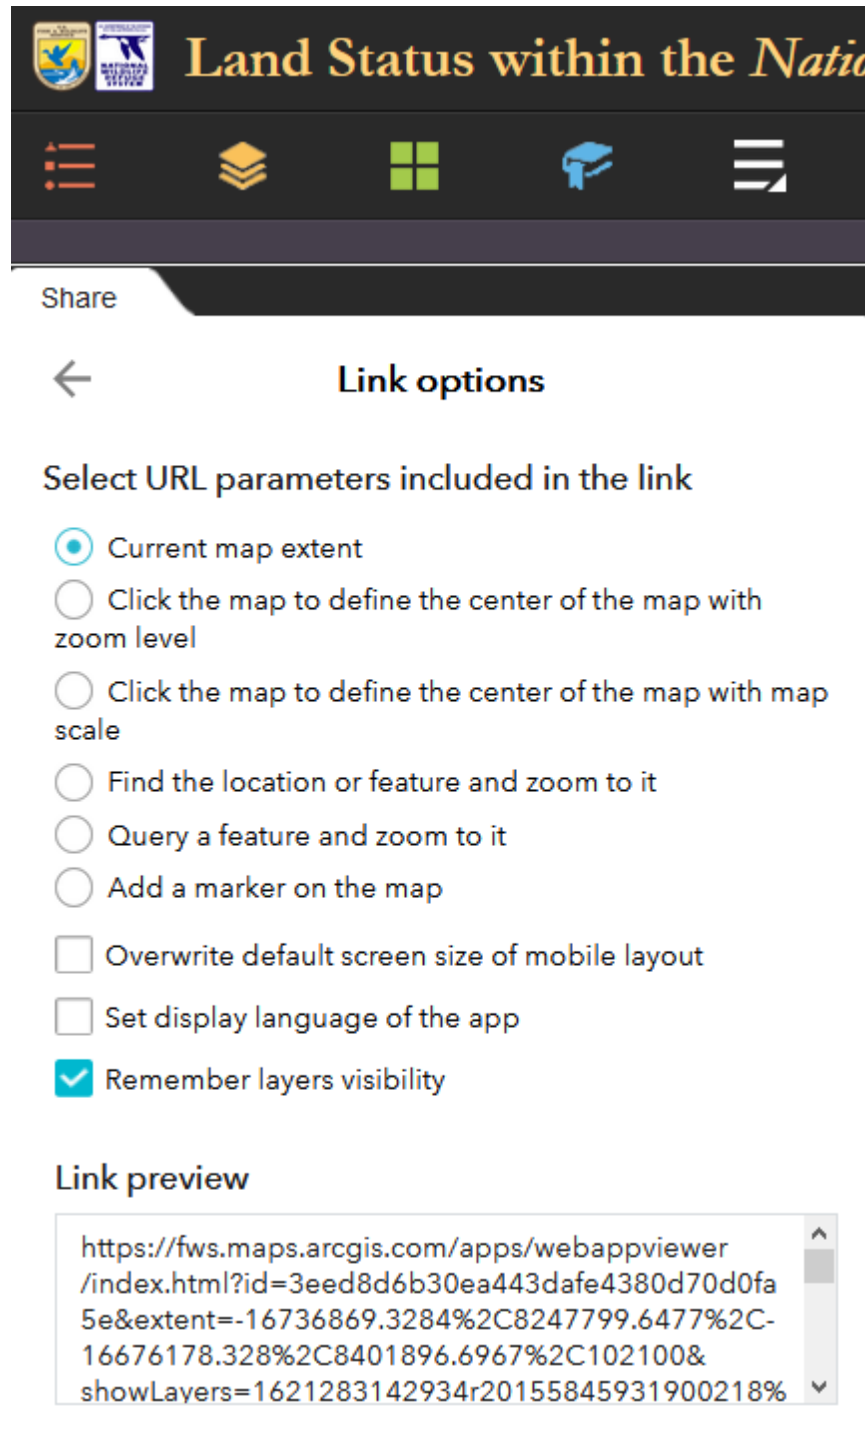 Land Status within the Natio
Share
Link options
Select URL parameters included in the link
Current map extent
Click the map to define the center of the map with
zoom level
Click the map to define the center of the map with map
scale
Find the location or feature and zoom to it
Query a feature and zoom to it
Add a marker on the map
Overwrite default screen size of mobile layout
Set display language of the app
Remember layers visibility
Link preview
https://fws.maps.arcgis.com/apps/webappviewer
/index.html?id=3eed8d6b30ea443dafe4380d70d0fa
5e&extent=-16736869.3284%2C8247799.6477%2C-
16676178.328%2C8401896.6967%2C102100&
showLayers=1621283142934r201558845931900218%